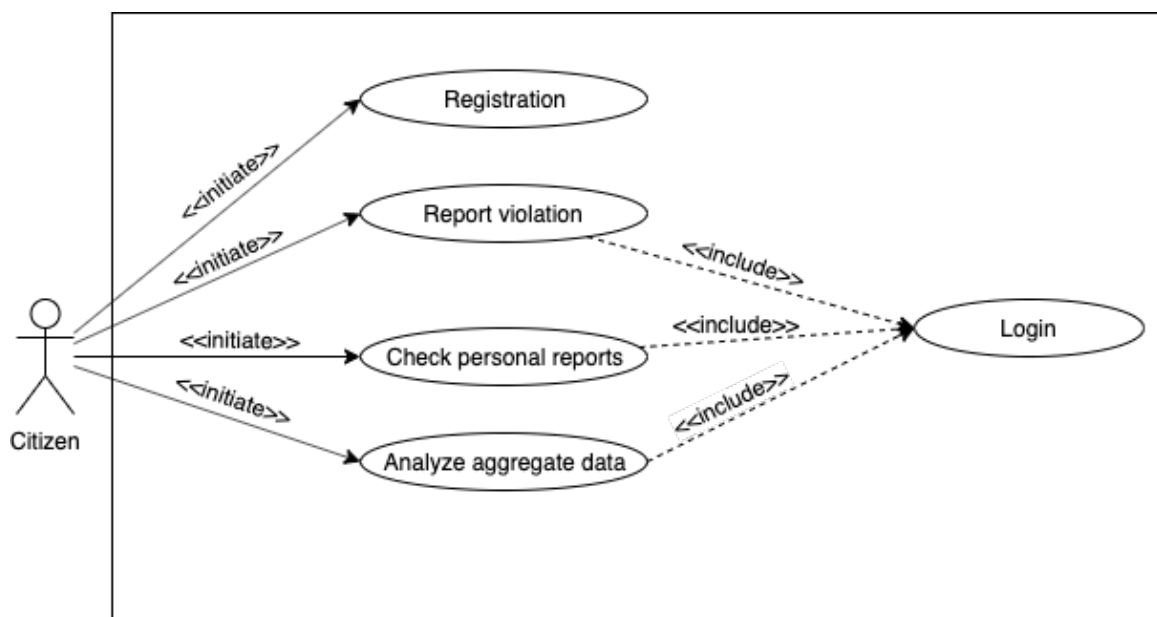 Registration
<<initiate>>
Report violation
<<initiate>>
<<include>>
<<initiate>>
Check personal reports
<<include>>
Login
<<initiate>>
<<include>>
Citizen
Analyze aggregate data